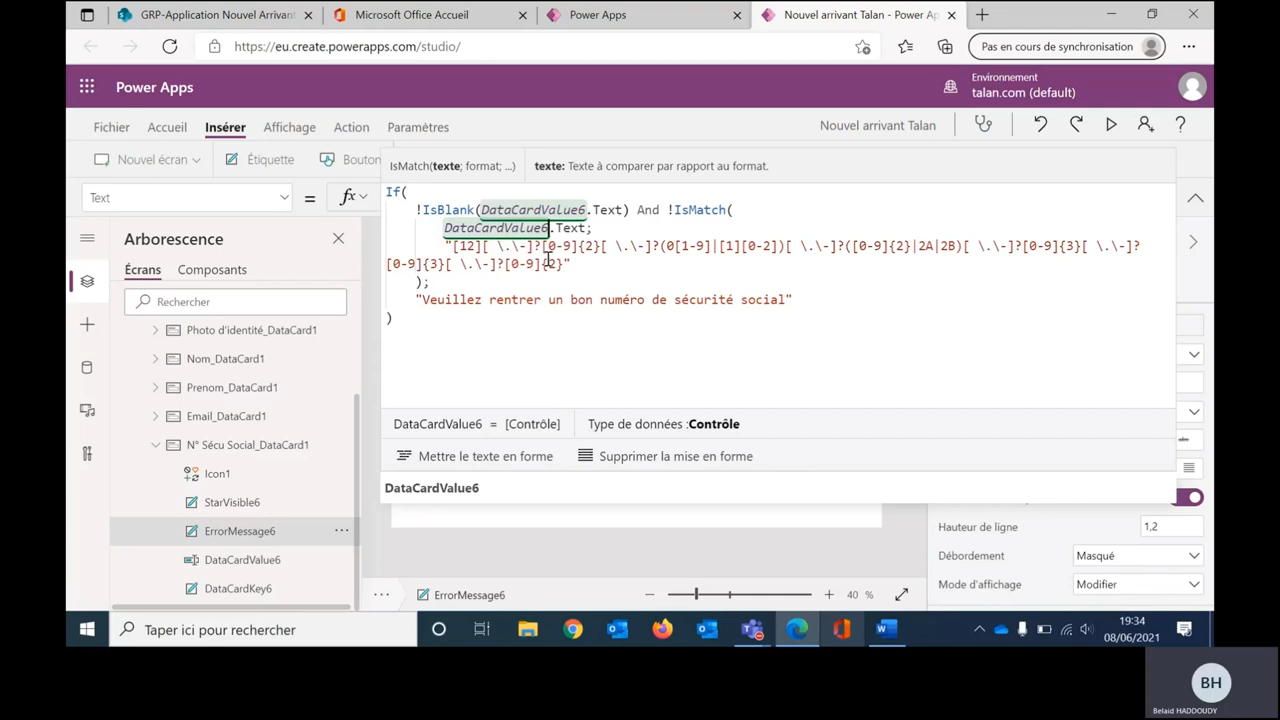 GRP-Application Nouvel Arrivant
Microsoft Office Accueil
Power Apps
Nouvel arrivant Talan - Power Ap
https://eu.create.powerapps.com/studio/
Pas en cours de synchronisation
Power Apps
Environnement
talan.com (default)
Fichier
Accueil
Insérer
Affichage
Action
Paramètres
Nouvel arrivant Talan
Nouvel écran
Étiquette
Bouton
IsMatch(texte; format; ...)
texte: Texte à comparer par rapport au format.
Text
=
fx
If(
!IsBlank(DataCardValue6.Text) And !IsMatch(
DataCardValue6.Text;
"[12][ \.\-]?[0-9]{2}[ \.\-]?(0[1-9]|[1][0-2])[ \.\-]?([0-9]{2}|2A|2B)[ \.\-]?[0-9]{3}[ \.\-]?
[0-9]{3}[ \.\-]?[0-9]{2}"
);
"Veuillez rentrer un bon numéro de sécurité social"
)
DataCardValue6 = [Contrôle]
Type de données :Contrôle
Mettre le texte en forme
Supprimer la mise en forme
DataCardValue6
Arborescence
Écrans
Composants
Rechercher
Photo d'identité_DataCard1
Nom_DataCard1
Prenom_DataCard1
Email_DataCard1
N° Sécu Social_DataCard1
Icon1
StarVisible6
ErrorMessage6
DataCardValue6
DataCardKey6
Hauteur de ligne
1,2
Débordement
Masqué
Mode d'affichage
Modifier
ErrorMessage6
40 %
Taper ici pour rechercher
19:34
08/06/2021
BH
Belaid HADDOUDY